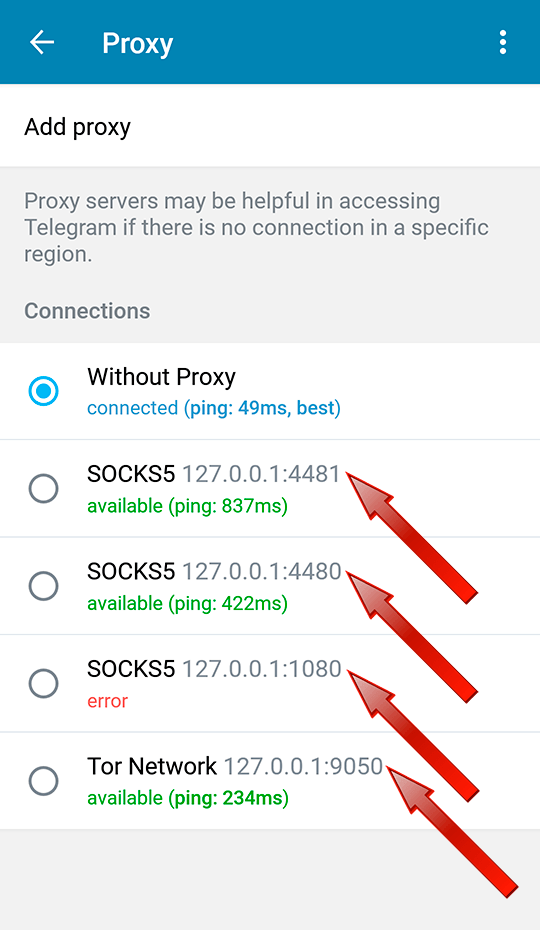 Proxy
Add proxy
Proxy servers may be helpful in accessing
Telegram if there is no connection in a specific
region.
Connections
Without Proxy
connected (ping: 49ms, best)
SOCKS5 127.0.0.1:4481
available (ping: 837ms)
SOCKS5 127.0.0.1:4480
available (ping: 422ms)
SOCKS5 127.0.0.1:1080
error
Tor Network 127.0.0.1:9050
available (ping: 234ms)